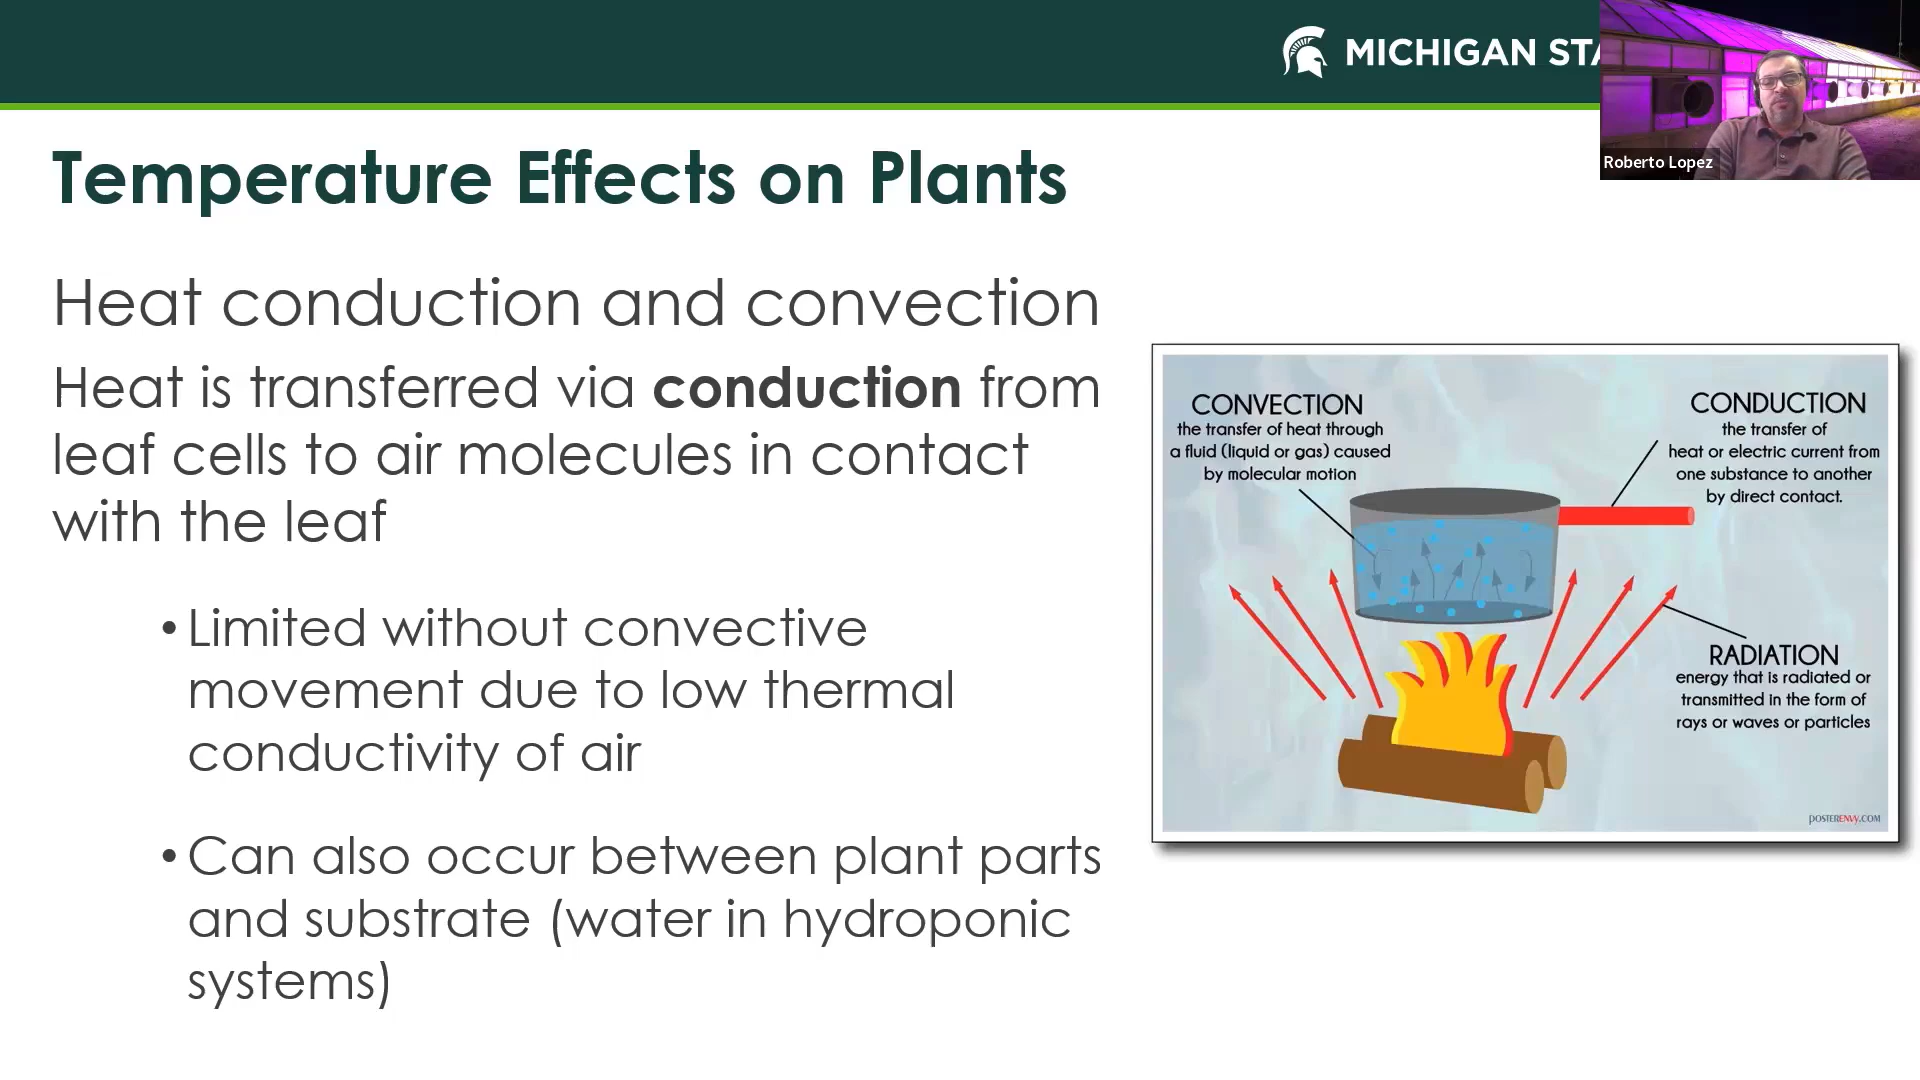 MICHIGAN STA
Roberto Lopez
Temperature Effects on Plants
Heat conduction and convection
Heat is transferred via conduction from
leaf cells to air molecules in contact
with the leaf
• Limited without convective
movement due to low thermal
conductivity of air
• Can also occur between plant parts
and substrate (water in hydroponic
systems)
CONVECTION
the transfer of heat through
a fluid (liquid or gas) caused
by molecular motion
CONDUCTION
the transfer of
heat or electric current from
one substance to another
by direct contact.
RADIATION
energy that is radiated or
transmitted in the form of
rays or waves or particles
POSTERENVY.COM